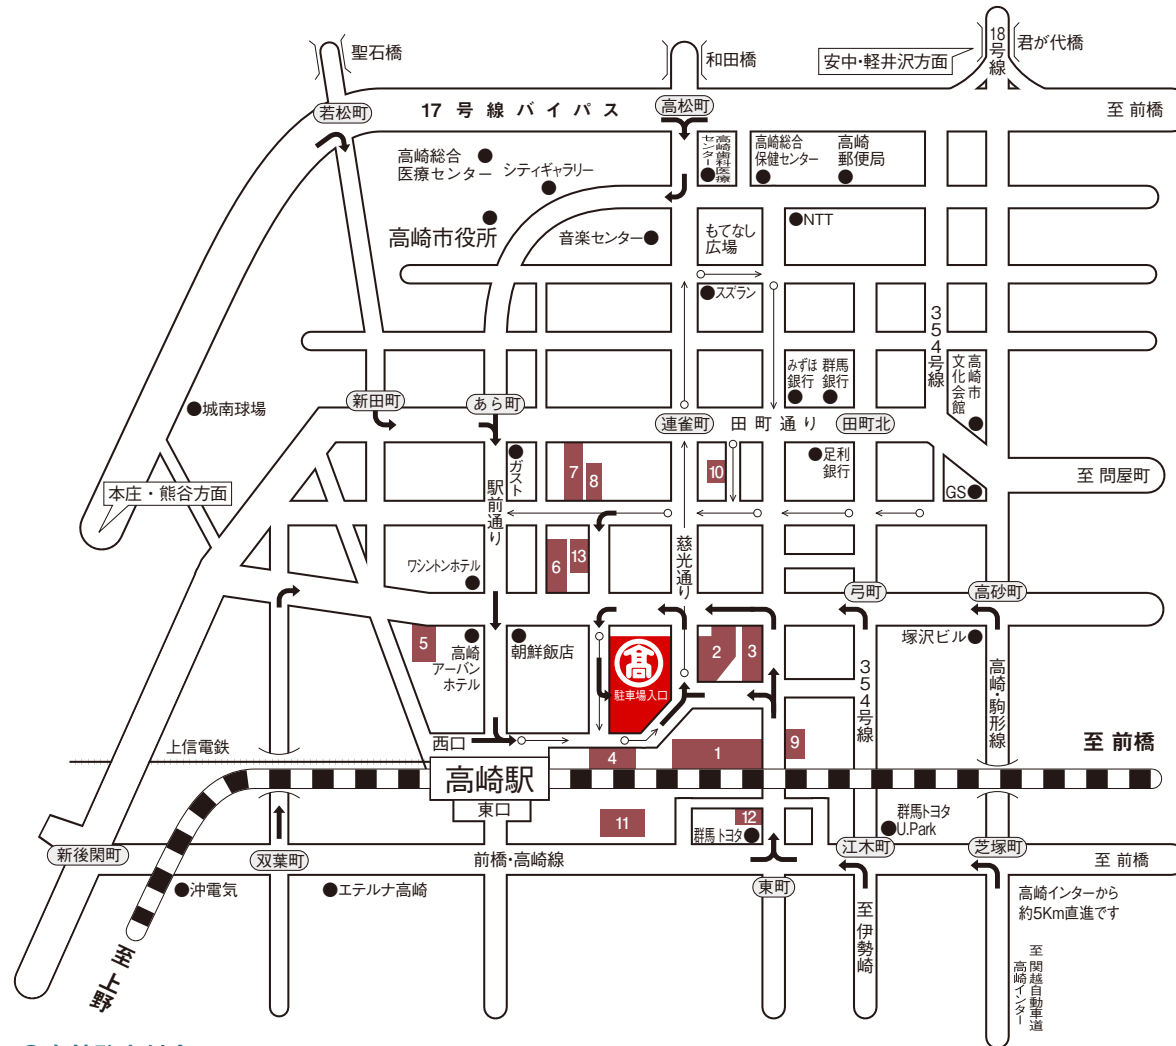 聖石橋
和田橋
18号線
君が代橋
安中・軽井沢方面
若松町
17号線バイパス
高松町
至 前橋
高崎総合
医療センター
シティギャラリー
高崎歯科医療
センター
高崎総合
保健センター
高崎
郵便局
高崎市役所
音楽センター
もてなし
広場
NTT
スズラン
354号線
みずほ
銀行
群馬
銀行
高崎市
文化会館
城南球場
新田町
あら町
連雀町
田町通り
田町北
ガスト
7
8
10
足利
銀行
GS
至 問屋町
本庄・熊谷方面
駅前通り
慈光通り
ワシントンホテル
6
13
弓町
高砂町
5
高崎
アーバン
ホテル
朝鮮飯店
髙
駐車場入口
2
3
塚沢ビル
354号線
高崎・駒形線
上信電鉄
西口
4
1
9
至 前橋
高崎駅
東口
11
12
群馬トヨタ
群馬トヨタ
U.Park
新後閑町
双葉町
前橋・高崎線
江木町
芝塚町
至 前橋
沖電気
エテルナ高崎
東町
高崎インターから
約5Km直進です
至 上野
至 伊勢崎
至 関越自動車道
高崎インター